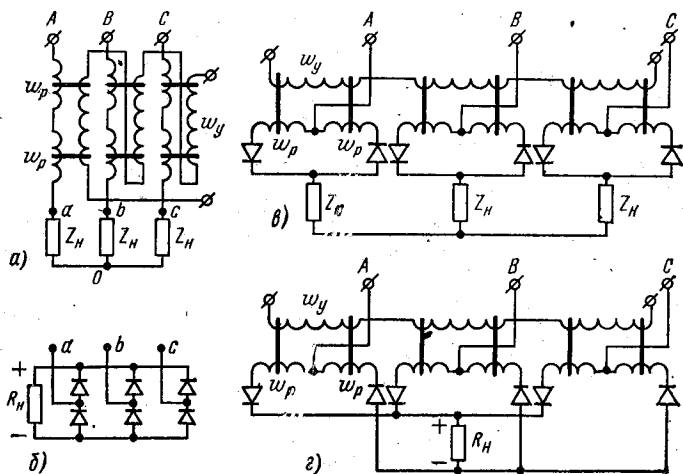 A B C
w_р
w_у
w_р
a b c
Z_н Z_н Z_н
а)
0
A B C
w_у
w_р w_р
Z_н Z_н Z_н
в)
a b c
+
R_н
−
б)
A B C
w_у
w_р w_р
+
R_н
−
г)